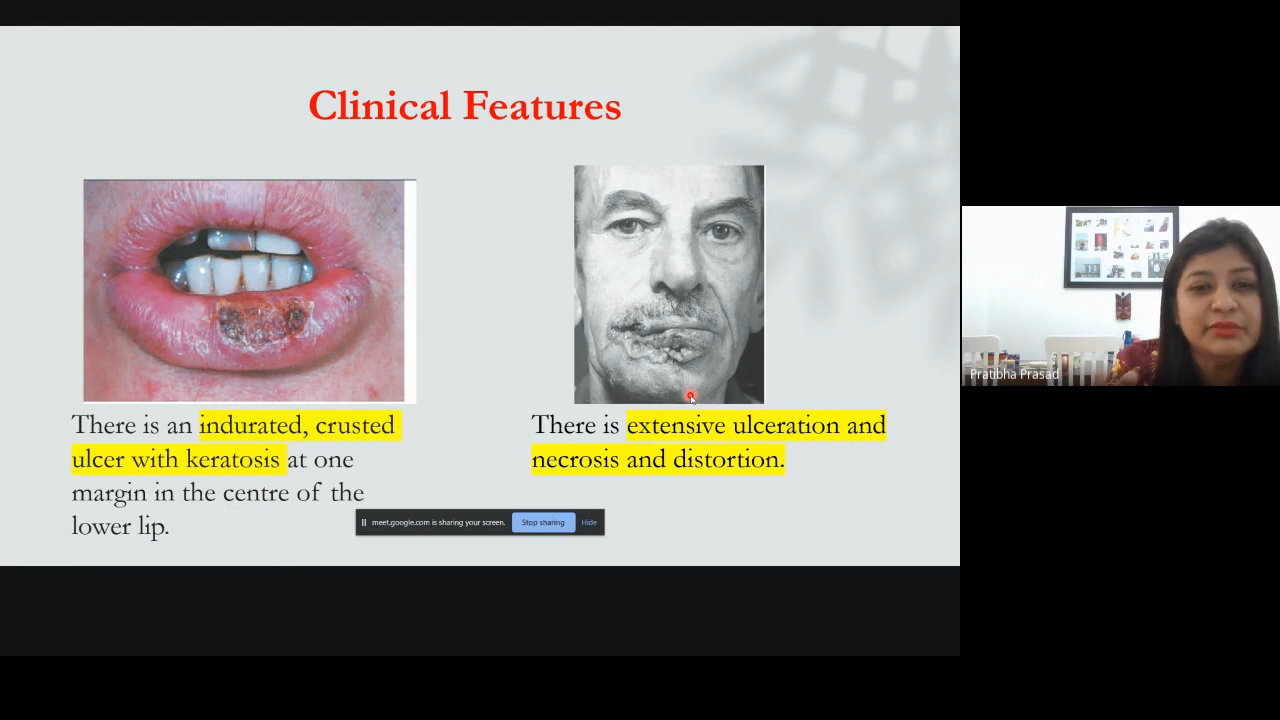 Clinical Features
There is an indurated, crusted
ulcer with keratosis at one
margin in the centre of the
lower lip.
There is extensive ulceration and
necrosis and distortion.
meet.google.com is sharing your screen.
Stop sharing
Hide
Pratibha Prasad